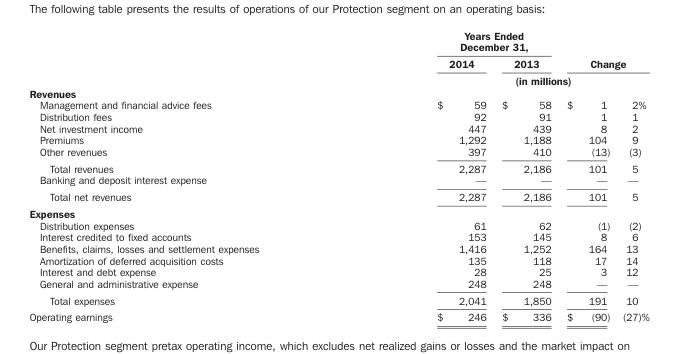 The following table presents the results of operations of our Protection segment on an operating basis:
Years Ended
December 31,
2014 2013 Change
(in millions)
Revenues
Management and financial advice fees $ 59 $ 58 $ 1 2%
Distribution fees 92 91 1 1
Net investment income 447 439 8 2
Premiums 1,292 1,188 104 9
Other revenues 397 410 (13) (3)
Total revenues 2,287 2,186 101 5
Banking and deposit interest expense — — — —
Total net revenues 2,287 2,186 101 5
Expenses
Distribution expenses 61 62 (1) (2)
Interest credited to fixed accounts 153 145 8 6
Benefits, claims, losses and settlement expenses 1,416 1,252 164 13
Amortization of deferred acquisition costs 135 118 17 14
Interest and debt expense 28 25 3 12
General and administrative expense 248 248 — —
Total expenses 2,041 1,850 191 10
Operating earnings $ 246 $ 336 $ (90) (27)%
Our Protection segment pretax operating income, which excludes net realized gains or losses and the market impact on